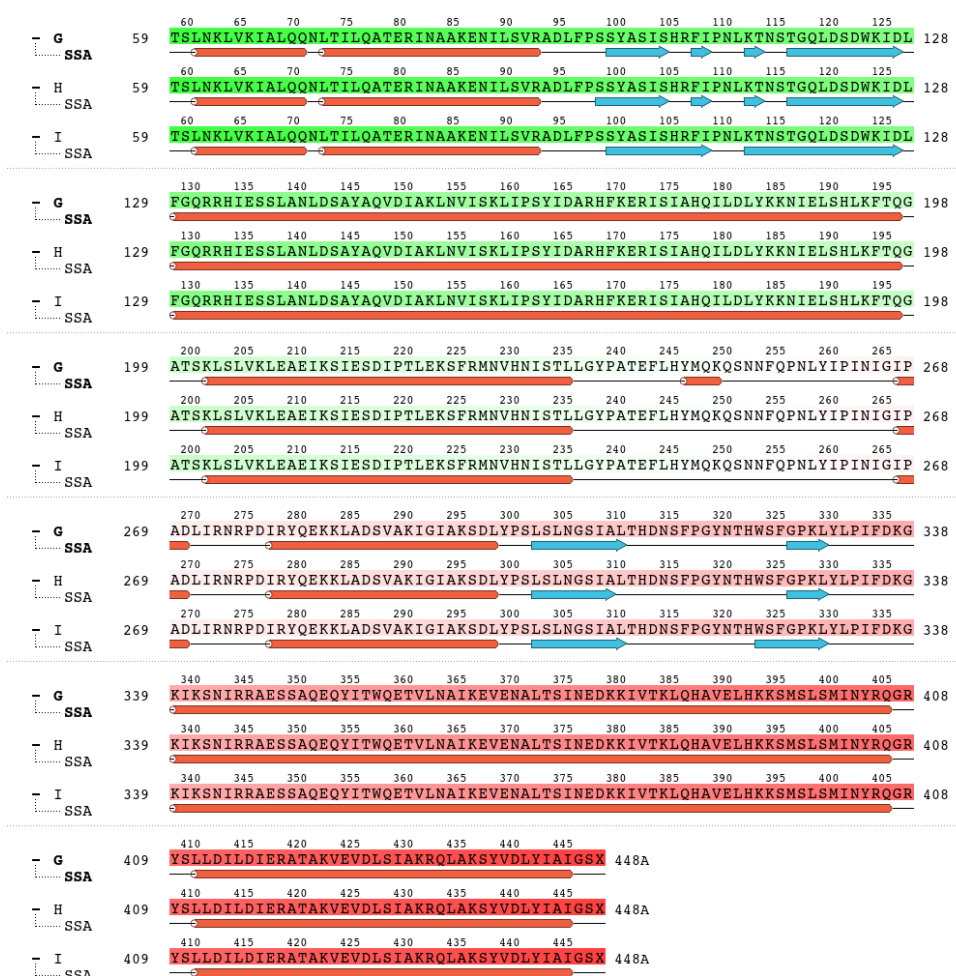 60 65 70 75 80 85 90 95 100 105 110 115 120 125
G 59 TSLNKLVKIALQQNLTILQATERINAAKENILSVRADLFPSSYASISHRFIPNLKTNSTGQLDSDWKIDL 128
SSA
60 65 70 75 80 85 90 95 100 105 110 115 120 125
H 59 TSLNKLVKIALQQNLTILQATERINAAKENILSVRADLFPSSYASISHRFIPNLKTNSTGQLDSDWKIDL 128
SSA
60 65 70 75 80 85 90 95 100 105 110 115 120 125
I 59 TSLNKLVKIALQQNLTILQATERINAAKENILSVRADLFPSSYASISHRFIPNLKTNSTGQLDSDWKIDL 128
SSA
130 135 140 145 150 155 160 165 170 175 180 185 190 195
G 129 FGQRRHIESSLANLDSAYAQVDIAKLNVISKLIPSYIDARHFKERISIAHQILDLYKKNIELSHLKFTQG 198
SSA
130 135 140 145 150 155 160 165 170 175 180 185 190 195
H 129 FGQRRHIESSLANLDSAYAQVDIAKLNVISKLIPSYIDARHFKERISIAHQILDLYKKNIELSHLKFTQG 198
SSA
130 135 140 145 150 155 160 165 170 175 180 185 190 195
I 129 FGQRRHIESSLANLDSAYAQVDIAKLNVISKLIPSYIDARHFKERISIAHQILDLYKKNIELSHLKFTQG 198
SSA
200 205 210 215 220 225 230 235 240 245 250 255 260 265
G 199 ATSKLSLVKLEAEIKSIESDIPTLEKSFRMNVHNISTLLGYPATEFLHYMQKQSNNFQPNLYIPINIGIP 268
SSA
200 205 210 215 220 225 230 235 240 245 250 255 260 265
H 199 ATSKLSLVKLEAEIKSIESDIPTLEKSFRMNVHNISTLLGYPATEFLHYMQKQSNNFQPNLYIPINIGIP 268
SSA
200 205 210 215 220 225 230 235 240 245 250 255 260 265
I 199 ATSKLSLVKLEAEIKSIESDIPTLEKSFRMNVHNISTLLGYPATEFLHYMQKQSNNFQPNLYIPINIGIP 268
SSA
270 275 280 285 290 295 300 305 310 315 320 325 330 335
G 269 ADLIRNRPDIRYQEKKLADSVAKIGIAKSDLYPSLSLNGSIALTHDNSFPGYNTHWSFGPKLYLPIFDKG 338
SSA
270 275 280 285 290 295 300 305 310 315 320 325 330 335
H 269 ADLIRNRPDIRYQEKKLADSVAKIGIAKSDLYPSLSLNGSIALTHDNSFPGYNTHWSFGPKLYLPIFDKG 338
SSA
270 275 280 285 290 295 300 305 310 315 320 325 330 335
I 269 ADLIRNRPDIRYQEKKLADSVAKIGIAKSDLYPSLSLNGSIALTHDNSFPGYNTHWSFGPKLYLPIFDKG 338
SSA
340 345 350 355 360 365 370 375 380 385 390 395 400 405
G 339 KIKSNIRRAESSAQEQYITWQETVLNAIKEVENALTSINEDKKIVTKLQHAVELHKKSMSLSMINYRQGR 408
SSA
340 345 350 355 360 365 370 375 380 385 390 395 400 405
H 339 KIKSNIRRAESSAQEQYITWQETVLNAIKEVENALTSINEDKKIVTKLQHAVELHKKSMSLSMINYRQGR 408
SSA
340 345 350 355 360 365 370 375 380 385 390 395 400 405
I 339 KIKSNIRRAESSAQEQYITWQETVLNAIKEVENALTSINEDKKIVTKLQHAVELHKKSMSLSMINYRQGR 408
SSA
410 415 420 425 430 435 440 445
G 409 YSLLDILDIERATAKVEVDLSIAKRQLAKSYVDLYIAIGSX 448A
SSA
410 415 420 425 430 435 440 445
H 409 YSLLDILDIERATAKVEVDLSIAKRQLAKSYVDLYIAIGSX 448A
SSA
410 415 420 425 430 435 440 445
I 409 YSLLDILDIERATAKVEVDLSIAKRQLAKSYVDLYIAIGSX 448A
SSA